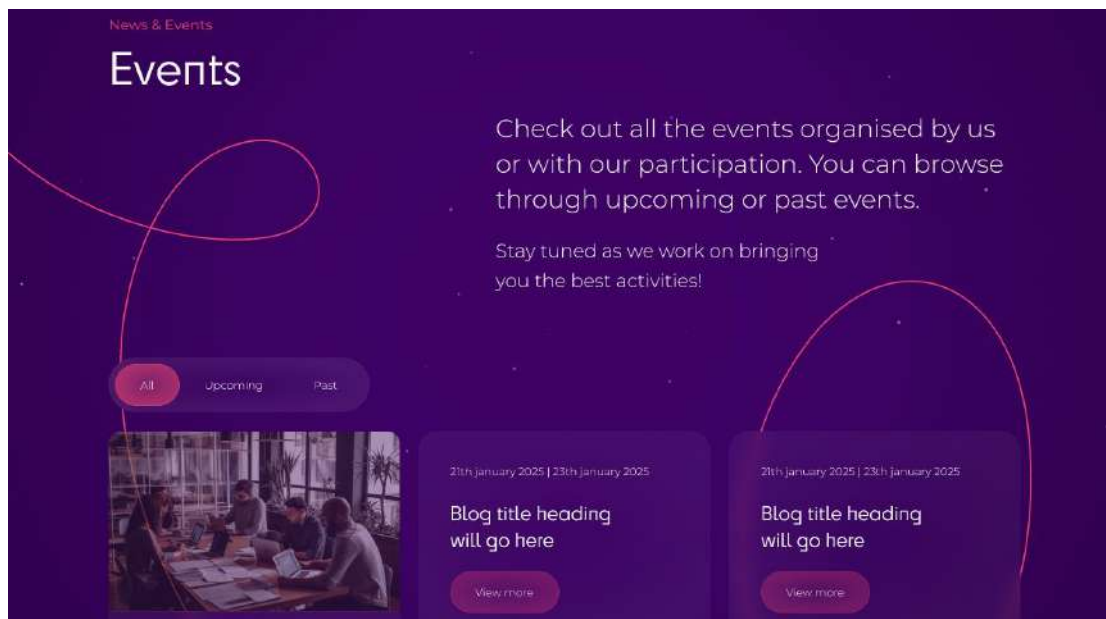 News & Events
Events
Check out all the events organised by us
or with our participation. You can browse
through upcoming or past events.
Stay tuned as we work on bringing
you the best activities!
All
Upcoming
Past
21th january 2025 | 23th january 2025
Blog title heading
will go here
View more
21th january 2025 | 23th january 2025
Blog title heading
will go here
View more